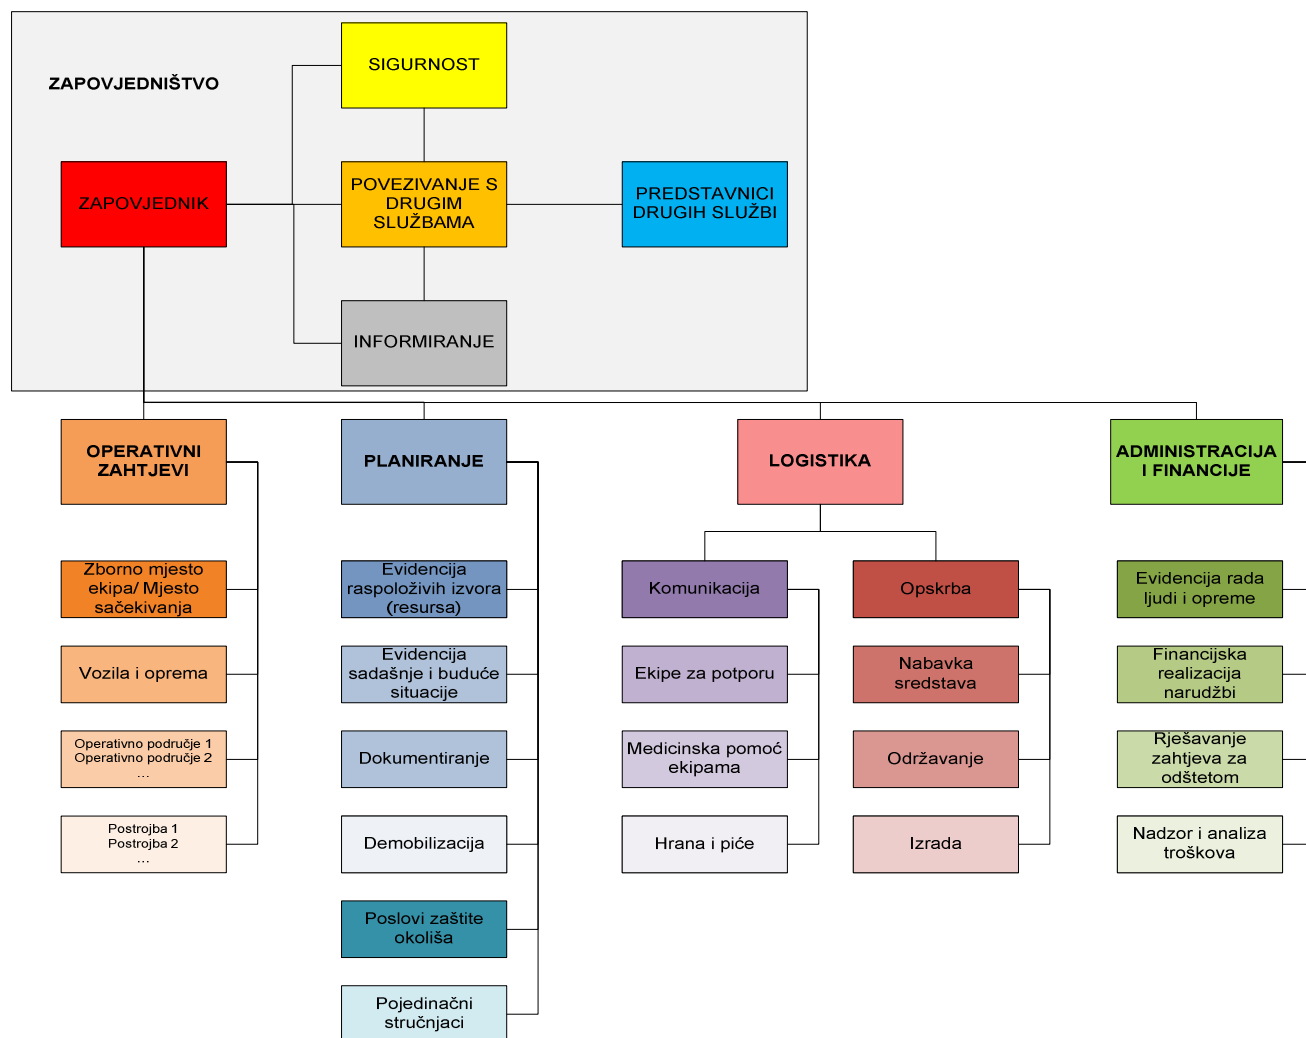 SIGURNOST
ZAPOVJEDNIŠTVO
ZAPOVJEDNIK
POVEZIVANJE S
DRUGIM
SLUŽBAMA
PREDSTAVNICI
DRUGIH SLUŽBI
INFORMIRANJE
OPERATIVNI
ZAHTJEVI
PLANIRANJE
LOGISTIKA
ADMINISTRACIJA
I FINANCIJE
Zborno mjesto
ekipa/ Mjesto
sačekivanja
Evidencija
raspoloživih izvora
(resursa)
Komunikacija
Opskrba
Evidencija rada
ljudi i opreme
Vozila i oprema
Evidencija
sadašnje i buduće
situacije
Ekipe za potporu
Nabavka
sredstava
Financijska
realizacija
narudžbi
Operativno područje 1
Operativno područje 2
...
Dokumentiranje
Medicinska pomoć
ekipama
Održavanje
Rješavanje
zahtjeva za
odštetom
Postrojba 1
Postrojba 2
...
Demobilizacija
Hrana i piće
Izrada
Nadzor i analiza
troškova
Poslovi zaštite
okoliša
Pojedinačni
stručnjaci